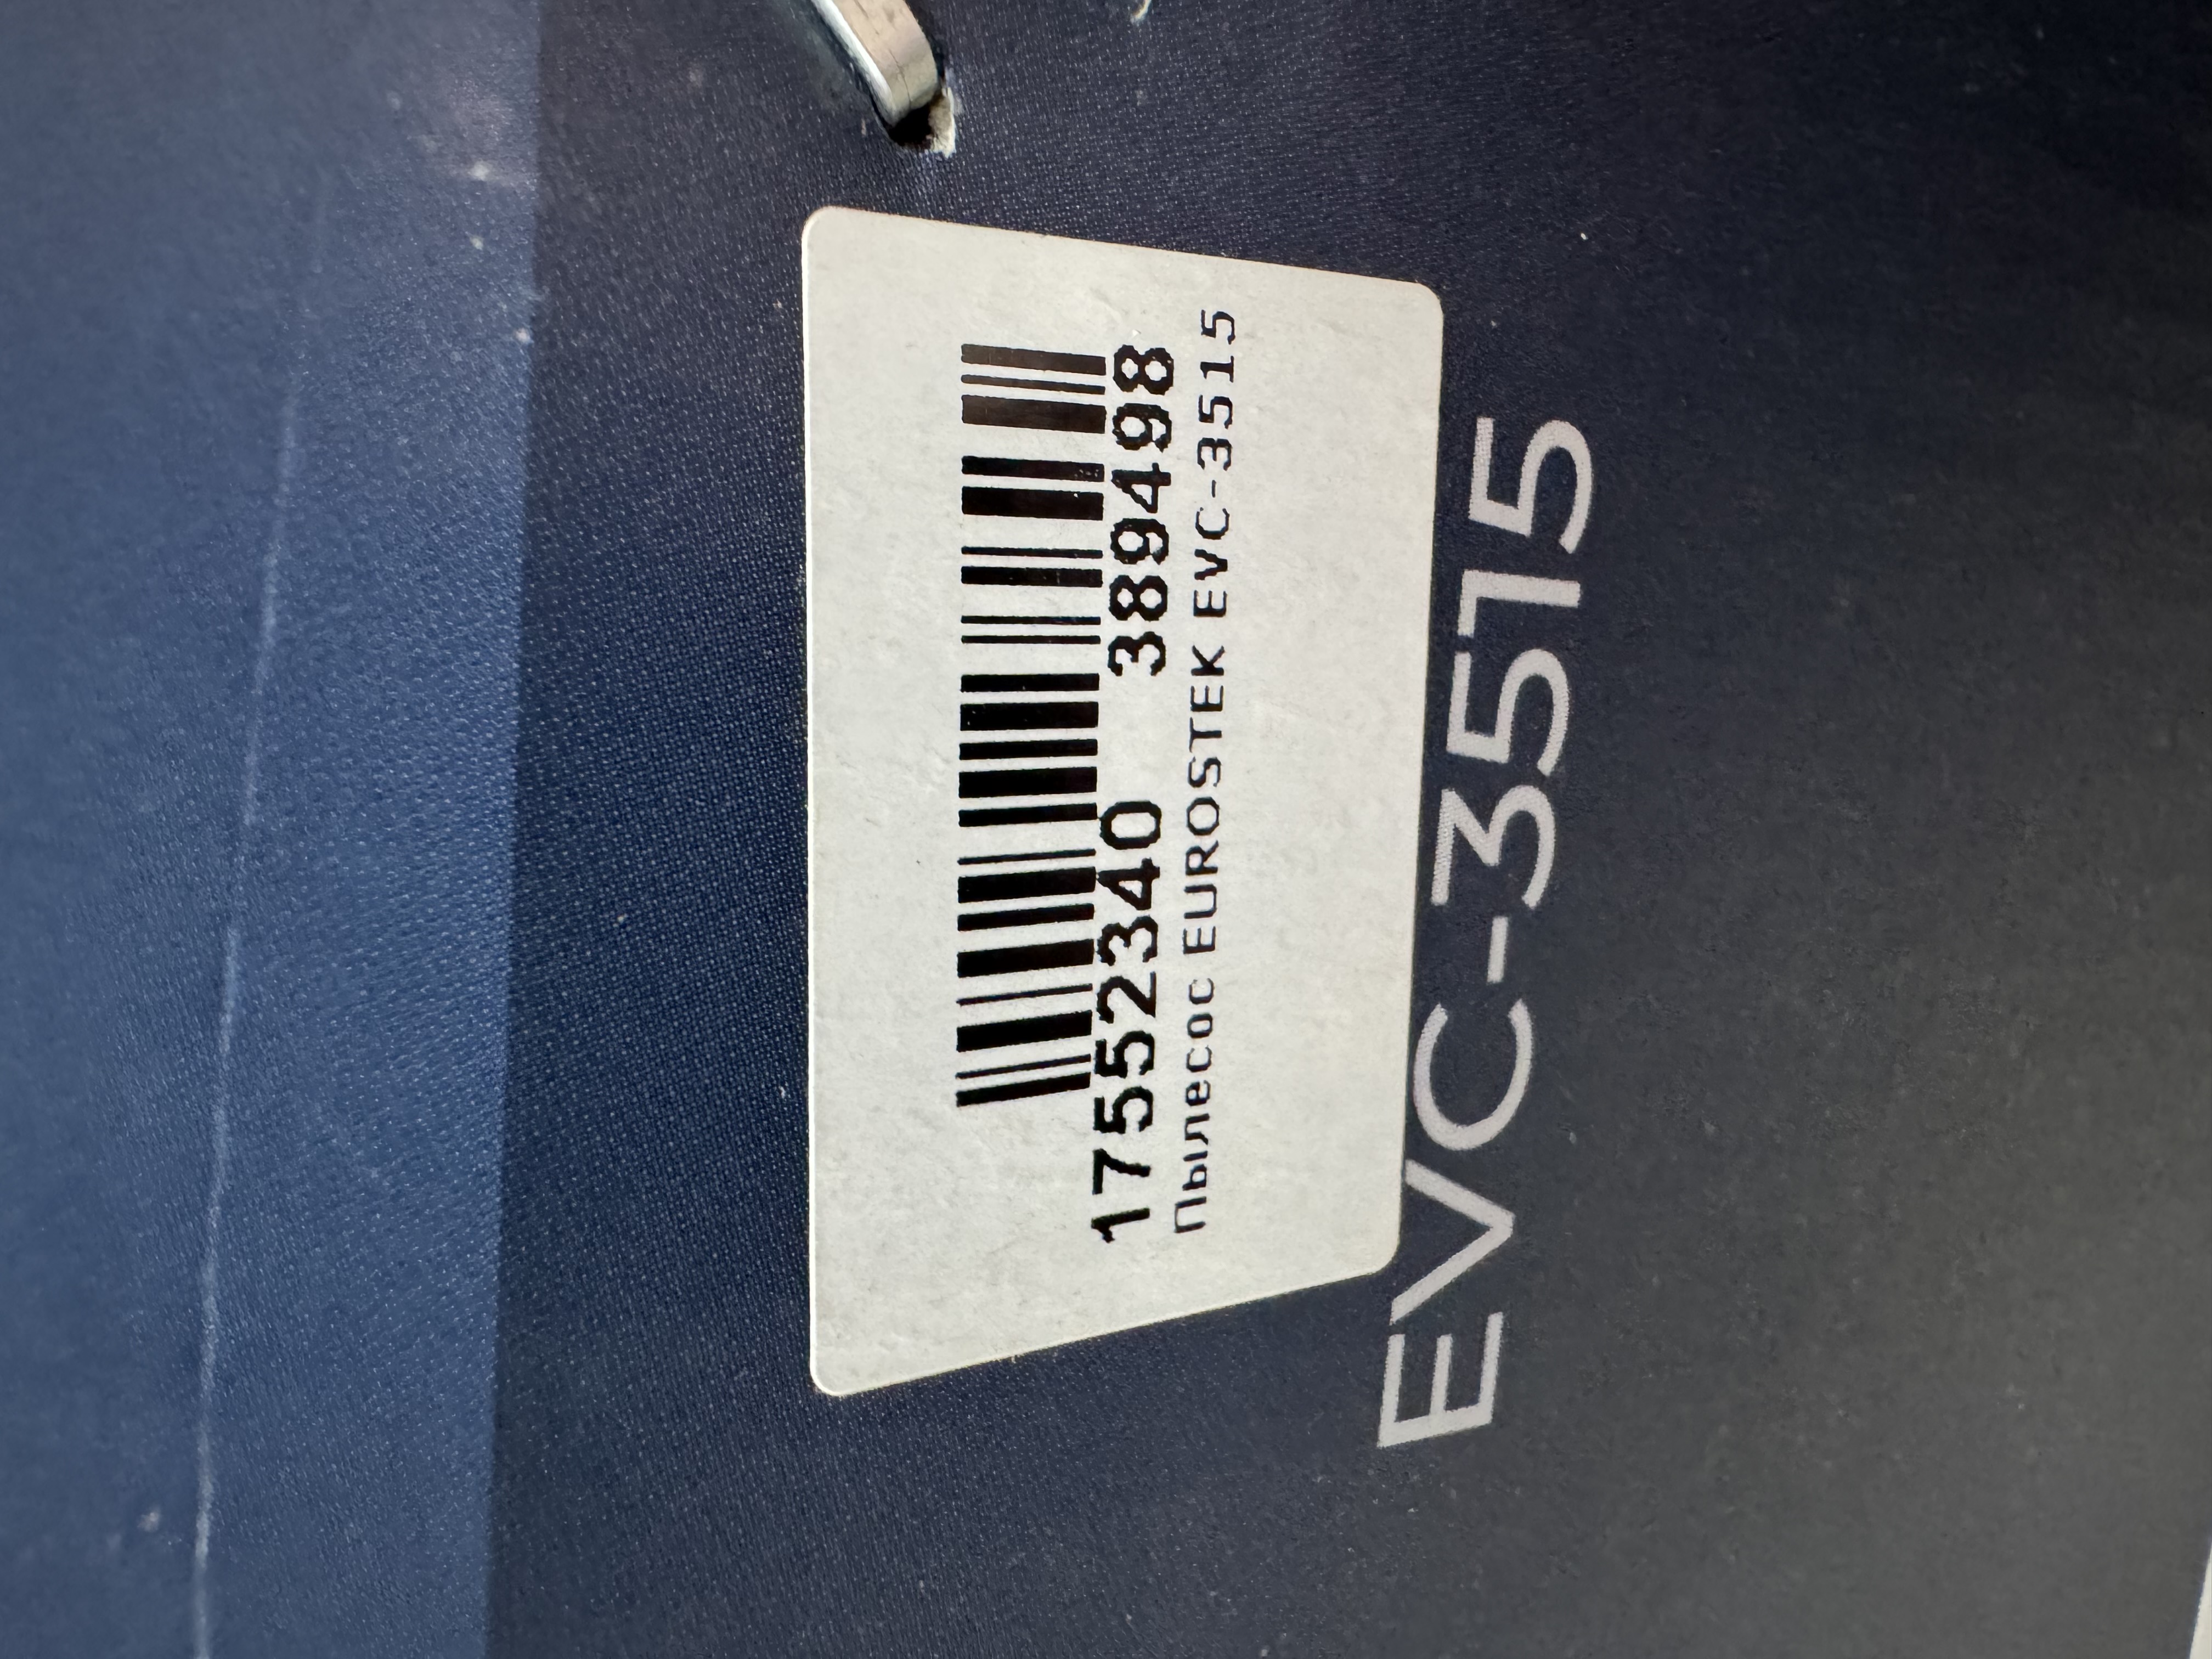 17552340 389498
Пылесос EUROSTEK EVC-3515
EVC-3515